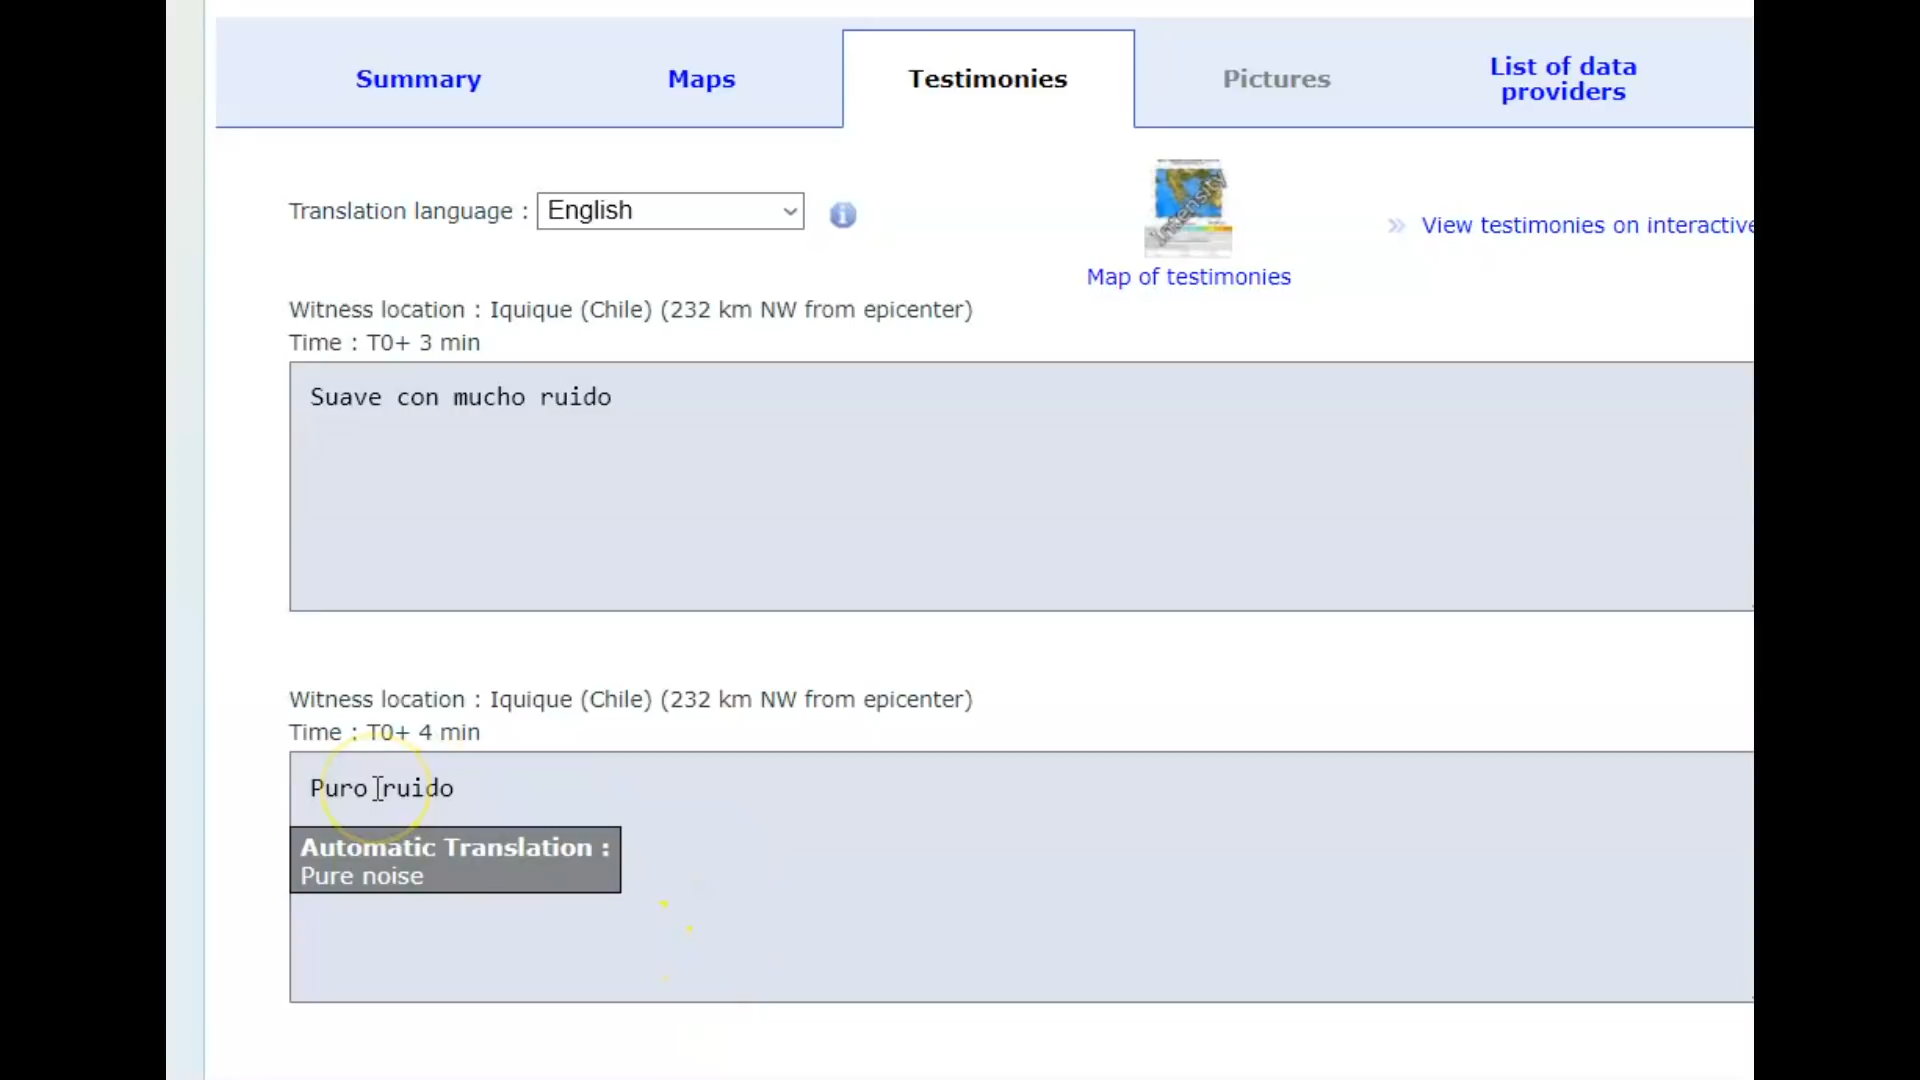 Summary
Maps
Testimonies
Pictures
List of data
providers
Translation language :
English
Intensity
Map of testimonies
View testimonies on interactive
Witness location : Iquique (Chile) (232 km NW from epicenter)
Time : T0+ 3 min
Suave con mucho ruido
Witness location : Iquique (Chile) (232 km NW from epicenter)
Time : T0+ 4 min
Puro ruido
Automatic Translation :
Pure noise